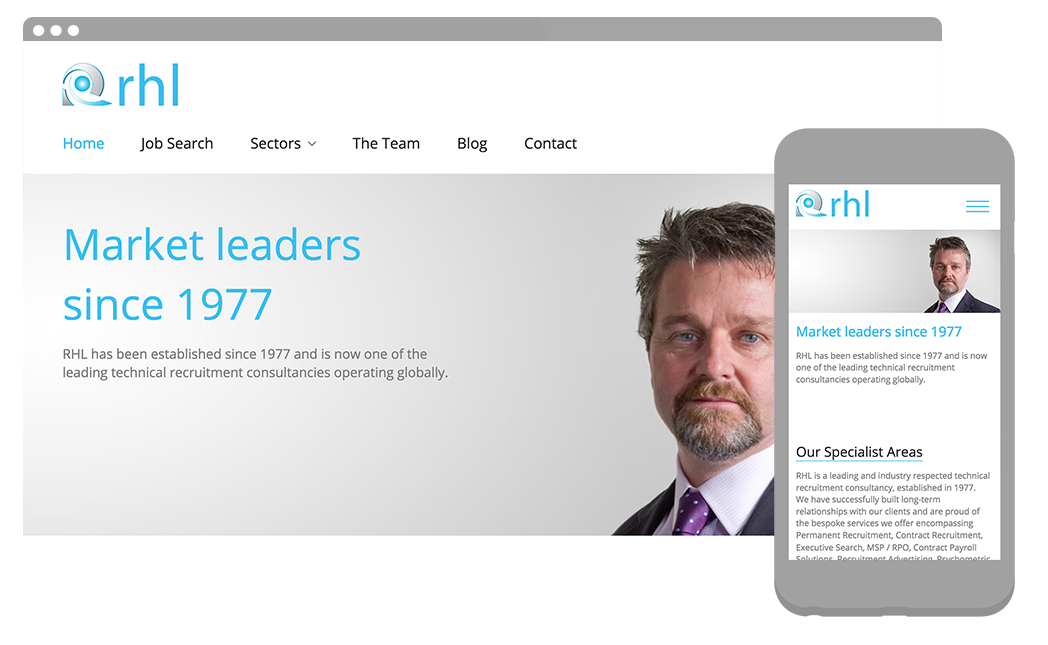 rhl
Home
Job Search
Sectors
The Team
Blog
Contact
Market leaders
since 1977
RHL has been established since 1977 and is now one of the
leading technical recruitment consultancies operating globally.
rhl
Market leaders since 1977
RHL has been established since 1977 and is now
one of the leading technical recruitment
consultancies operating globally.
Our Specialist Areas
RHL is a leading and industry respected technical
recruitment consultancy, established in 1977.
We have successfully built long-term
relationships with our clients and are proud of
the bespoke services we offer encompassing
Permanent Recruitment, Contract Recruitment,
Executive Search, MSP / RPO, Contract Payroll
Solutions, Recruitment Advertising, Psychometric